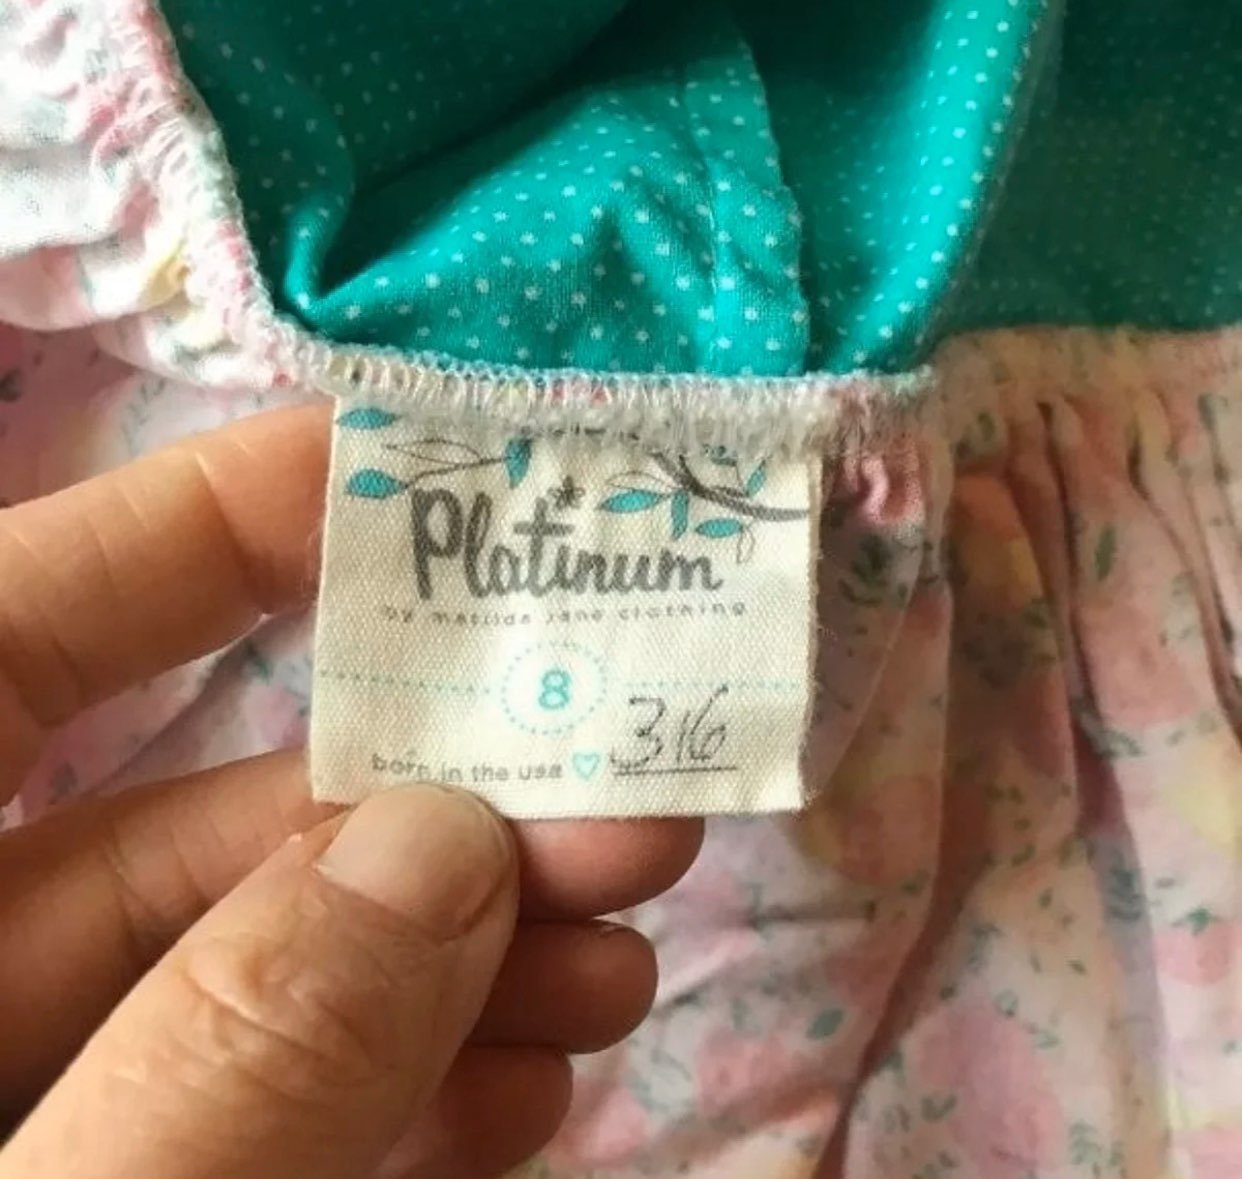 Platinum
by matilda jane clothing
8
born in the usa 316